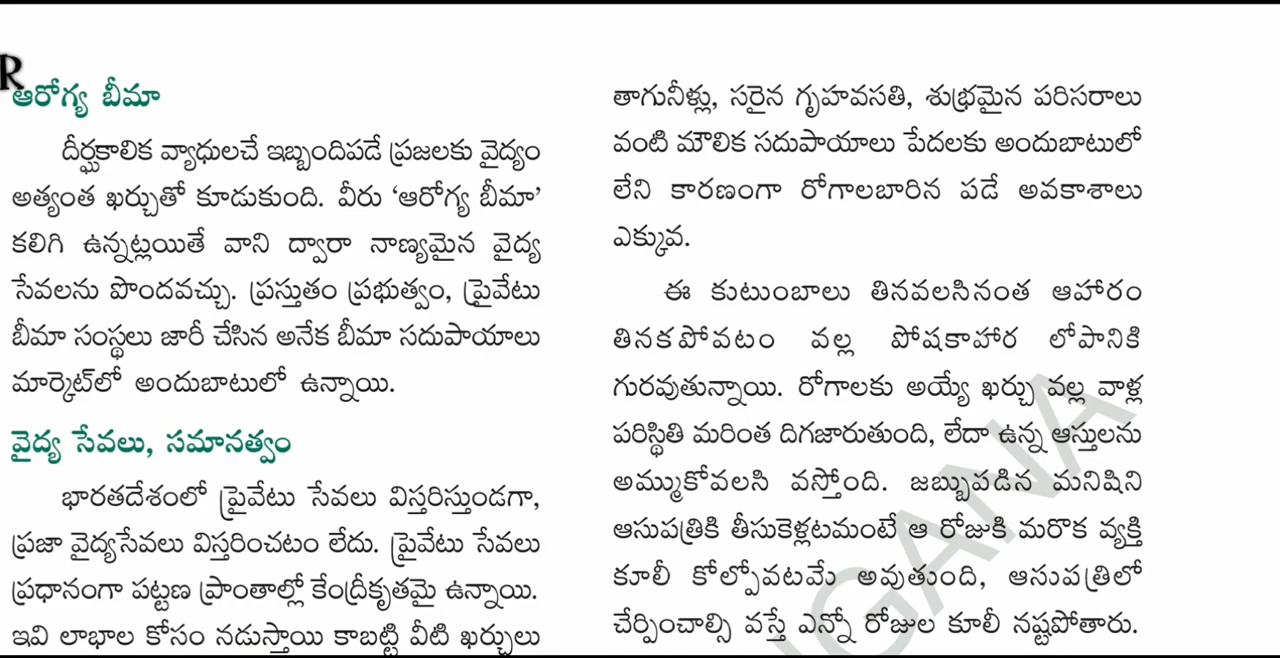 R
ఆరోగ్య బీమా
దీర్ఘకాలిక వ్యాధులచే ఇబ్బందిపడే ప్రజలకు వైద్యం
అత్యంత ఖర్చుతో కూడుకుంది. వీరు ‘ఆరోగ్య బీమా’
కలిగి ఉన్నట్లయితే వాని ద్వారా నాణ్యమైన వైద్య
సేవలను పొందవచ్చు. ప్రస్తుతం ప్రభుత్వం, ప్రైవేటు
బీమా సంస్థలు జారీ చేసిన అనేక బీమా సదుపాయాలు
మార్కెట్‌లో అందుబాటులో ఉన్నాయి.
వైద్య సేవలు, సమానత్వం
భారతదేశంలో ప్రైవేటు సేవలు విస్తరిస్తుండగా,
ప్రజా వైద్యసేవలు విస్తరించటం లేదు. ప్రైవేటు సేవలు
ప్రధానంగా పట్టణ ప్రాంతాల్లో కేంద్రీకృతమై ఉన్నాయి.
ఇవి లాభాల కోసం నడుస్తాయి కాబట్టి వీటి ఖర్చులు
తాగునీళ్లు, సరైన గృహవసతి, శుభ్రమైన పరిసరాలు
వంటి మౌలిక సదుపాయాలు పేదలకు అందుబాటులో
లేని కారణంగా రోగాలబారిన పడే అవకాశాలు
ఎక్కువ.
ఈ కుటుంబాలు తినవలసినంత ఆహారం
తినకపోవటం వల్ల పోషకాహార లోపానికి
గురవుతున్నాయి. రోగాలకు అయ్యే ఖర్చు వల్ల వాళ్ల
పరిస్థితి మరింత దిగజారుతుంది, లేదా ఉన్న ఆస్తులను
అమ్ముకోవలసి వస్తోంది. జబ్బుపడిన మనిషిని
ఆసుపత్రికి తీసుకెళ్లటమంటే ఆ రోజుకి మరొక వ్యక్తి
కూలీ కోల్పోవటమే అవుతుంది, ఆసుపత్రిలో
చేర్పించాల్సి వస్తే ఎన్నో రోజుల కూలీ నష్టపోతారు.
NGANA